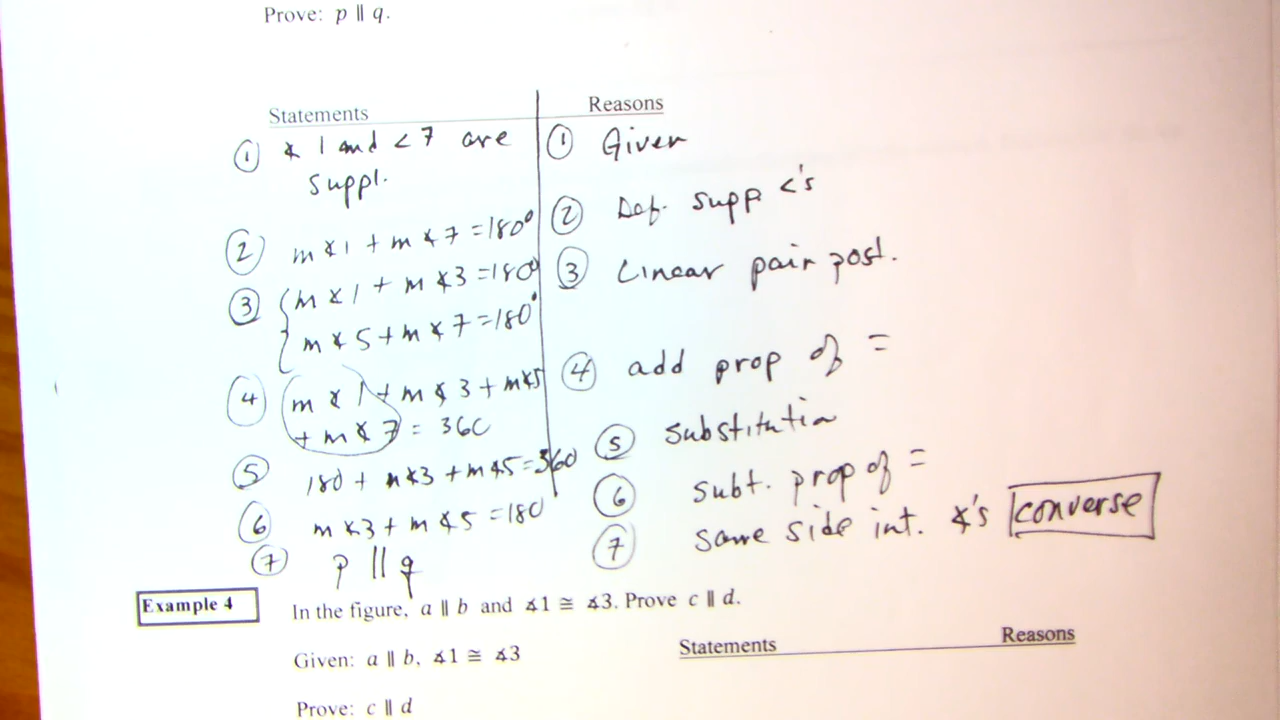 Prove: p ∥ q.
Statements
Reasons
① ∡ 1 and < 7 are
suppl.
① Given
② m∡1 + m∡7 = 180°
② Def. supp. <'s
③ m∡1 + m∡3 = 180°
m∡5 + m∡7 = 180°
③ Linear pair post.
④ m∡1 + m∡3 + m∡5
+ m∡7 = 360
④ add prop of =
⑤ 180 + m∡3 + m∡5 = 360
⑤ substitution
⑥ m∡3 + m∡5 = 180
⑥ subt. prop of =
⑦ p ∥ q
⑦ same side int. ∡'s converse
Example 4
In the figure, a ∥ b and ∡1 ≅ ∡3. Prove c ∥ d.
Given: a ∥ b, ∡1 ≅ ∡3
Statements
Reasons
Prove: c ∥ d